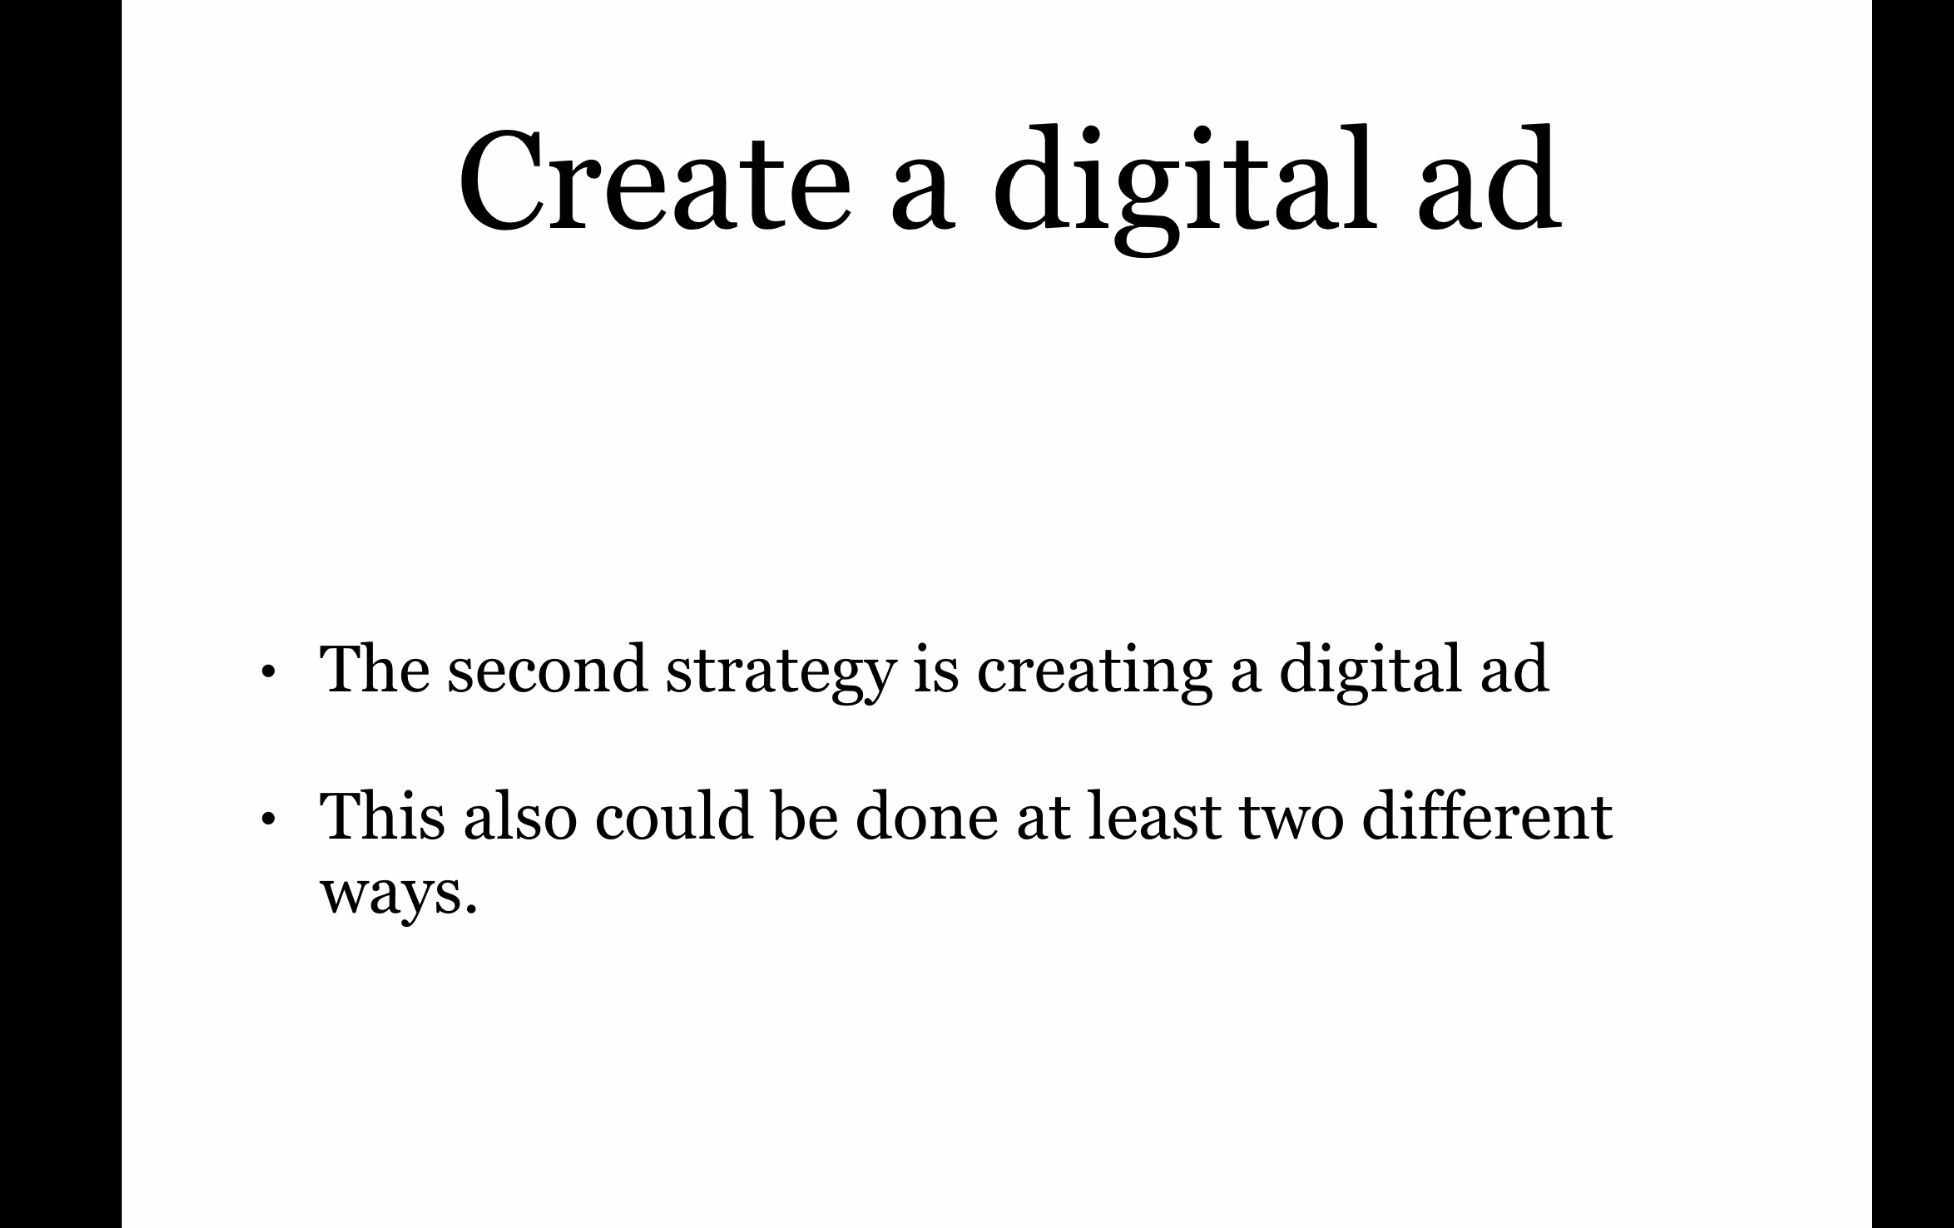 Create a digital ad
• The second strategy is creating a digital ad
• This also could be done at least two different
ways.